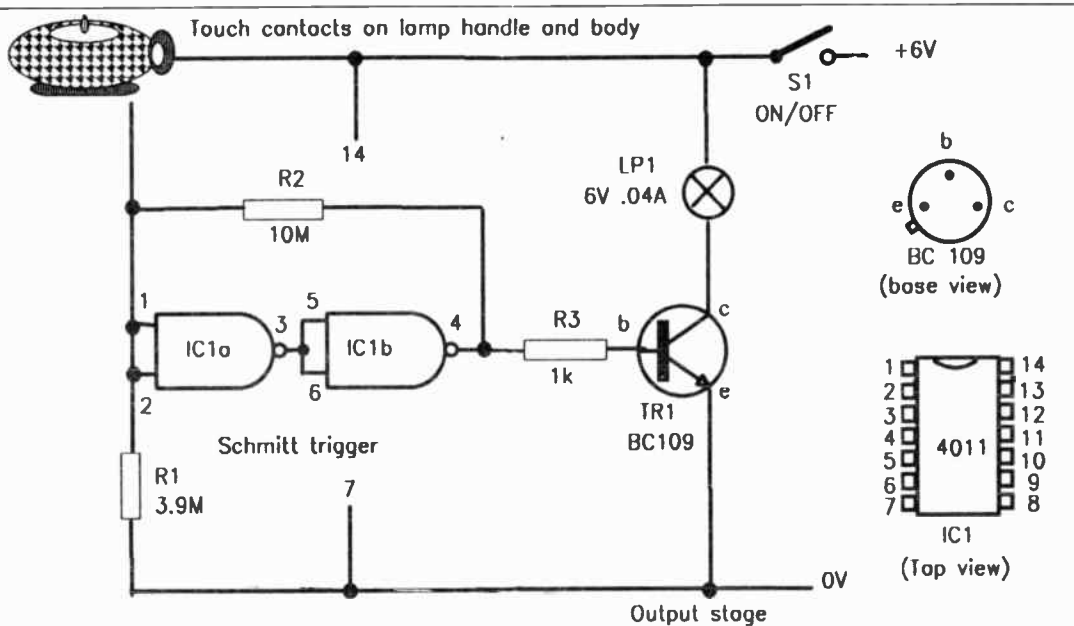 Touch contacts on lamp handle and body
+6V
S1
ON/OFF
14
LP1
6V .04A
R2
10M
b
e
c
BC 109
(base view)
1
2
IC1a
3
5
6
IC1b
4
R3
1k
b
c
e
TR1
BC109
Schmitt trigger
R1
3.9M
7
1
2
3
4
5
6
7
4011
14
13
12
11
10
9
8
IC1
(Top view)
0V
Output stage